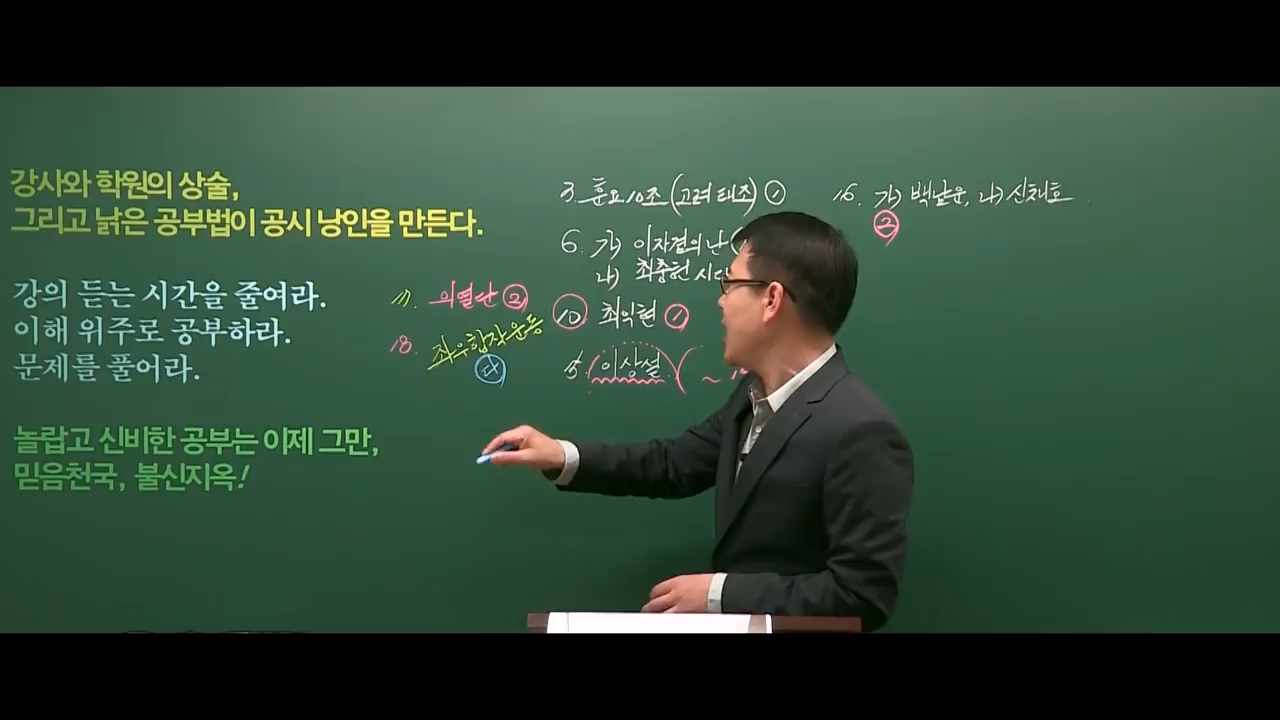 강사와 학원의 상술,
그리고 낡은 공부법이 공시 낭인을 만든다.
강의 듣는 시간을 줄여라.
이해 위주로 공부하라.
문제를 풀어라.
놀랍고 신비한 공부는 이제 그만,
믿음천국, 불신지옥!
17. 의열단 ②
18. 좌우합작운동
3. 훈요10조 (고려 태조) ①
6. 가) 이자겸의 난 (
나) 최충헌 시대
⑩ 최익현 ①
15. 이상설 ( ~
16. 가) 백남운, 나) 신채호
②